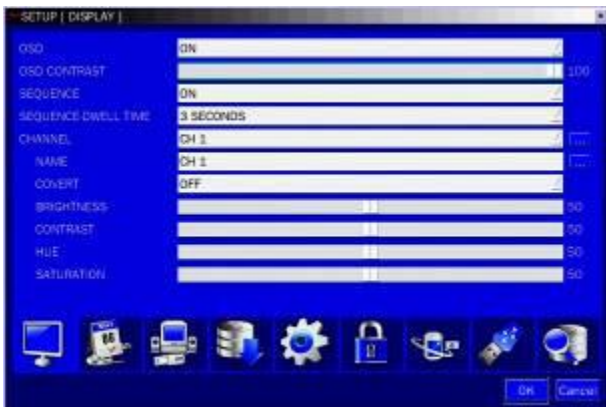 SETUP [ DISPLAY ]
OSD ON
OSD CONTRAST 100
SEQUENCE ON
SEQUENCE DWELL TIME 3 SECONDS
CHANNEL CH 1 ...
NAME CH 1 ...
COVERT OFF
BRIGHTNESS 50
CONTRAST 50
HUE 50
SATURATION 50
OK Cancel